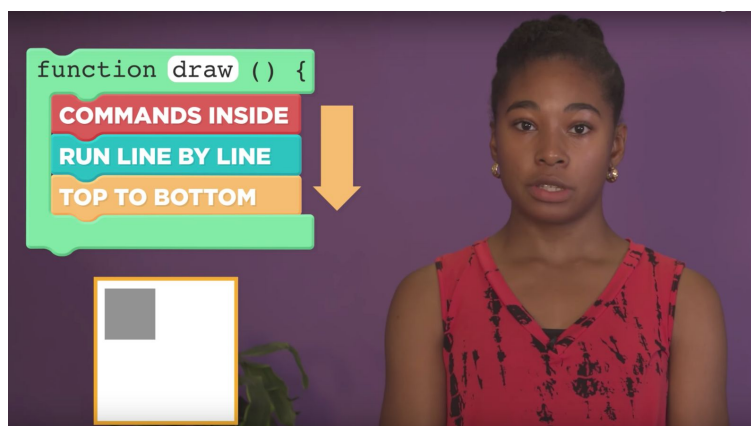 function draw () {
COMMANDS INSIDE
RUN LINE BY LINE
TOP TO BOTTOM